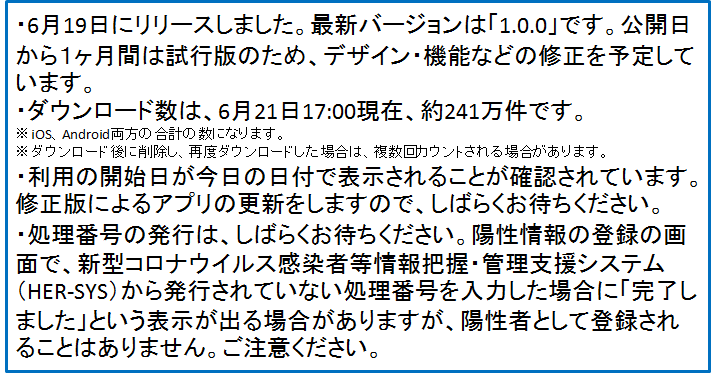 ・6月19日にリリースしました。最新バージョンは「1.0.0」です。公開日
から１ヶ月間は試行版のため、デザイン・機能などの修正を予定して
います。
・ダウンロード数は、6月21日17:00現在、約241万件です。
※iOS、Android両方の合計の数になります。
※ダウンロード後に削除し、再度ダウンロードした場合は、複数回カウントされる場合があります。
・利用の開始日が今日の日付で表示されることが確認されています。
修正版によるアプリの更新をしますので、しばらくお待ちください。
・処理番号の発行は、しばらくお待ちください。陽性情報の登録の画
面で、新型コロナウイルス感染者等情報把握・管理支援システム
（HER-SYS）から発行されていない処理番号を入力した場合に「完了し
ました」という表示が出る場合がありますが、陽性者として登録され
ることはありません。ご注意ください。